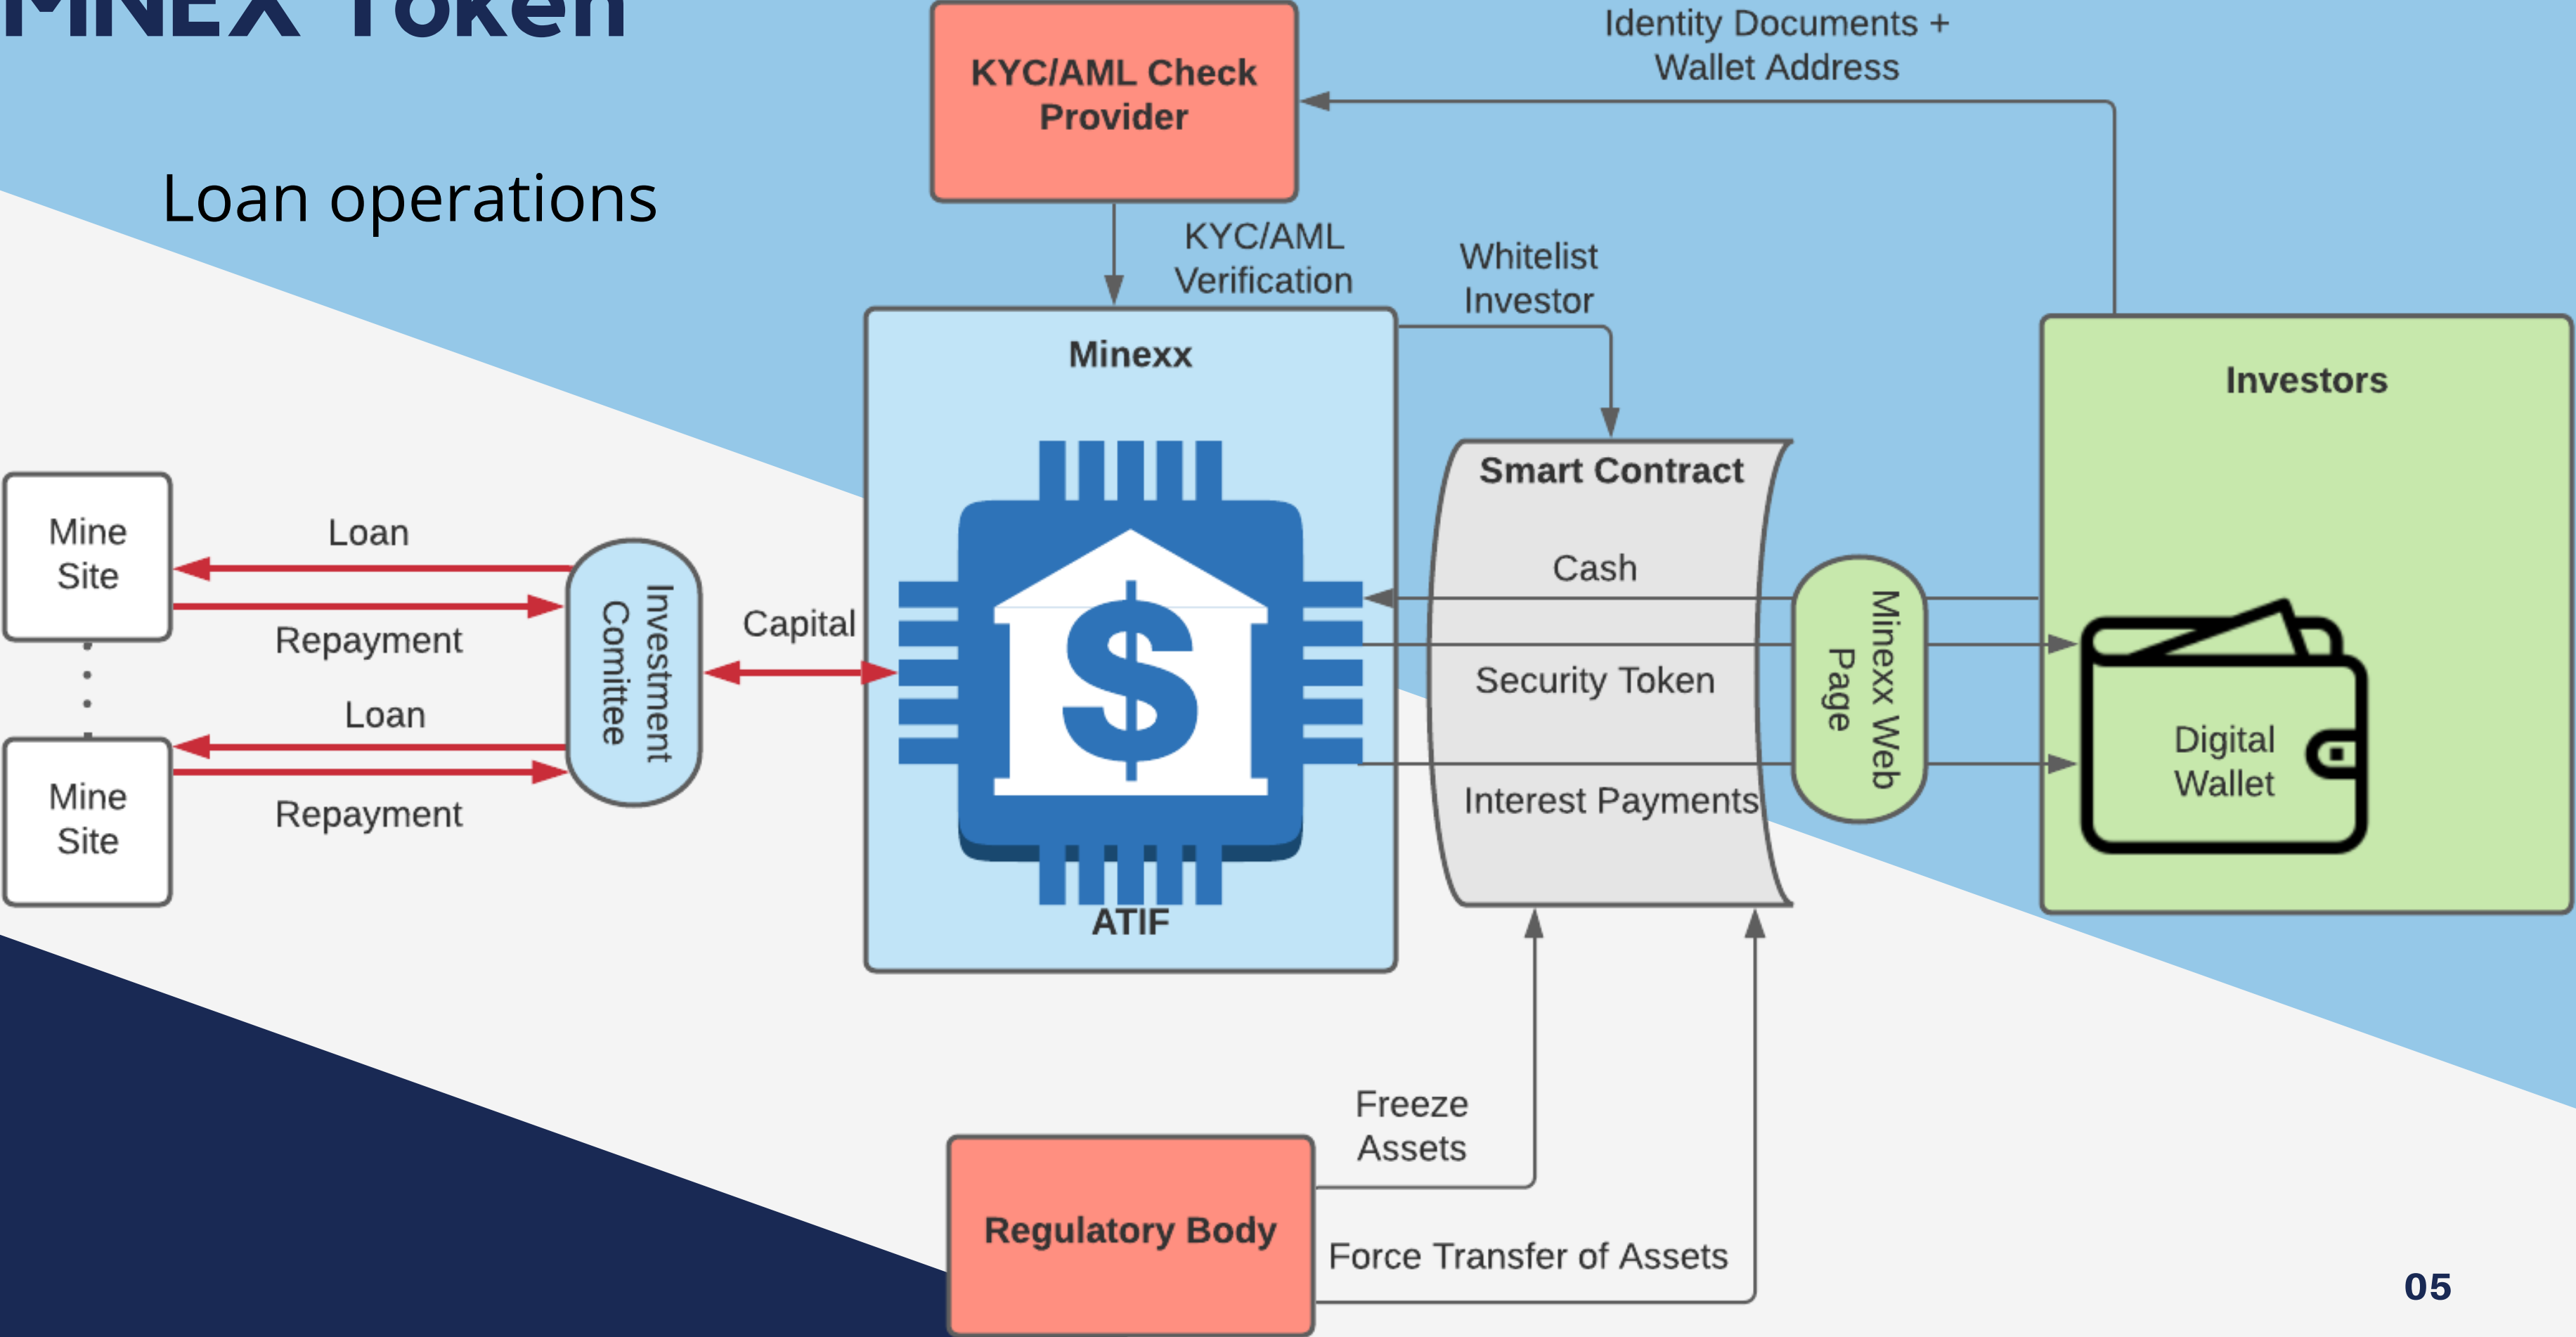 MNEX Token
Loan operations
KYC/AML Check
Provider
Identity Documents +
Wallet Address
KYC/AML
Verification
Whitelist
Investor
Minexx
ATIF
Smart Contract
Cash
Security Token
Interest Payments
Minexx Web
Page
Investors
Digital
Wallet
Mine
Site
Loan
Repayment
Mine
Site
Loan
Repayment
Investment
Comittee
Capital
Freeze
Assets
Regulatory Body
Force Transfer of Assets
05